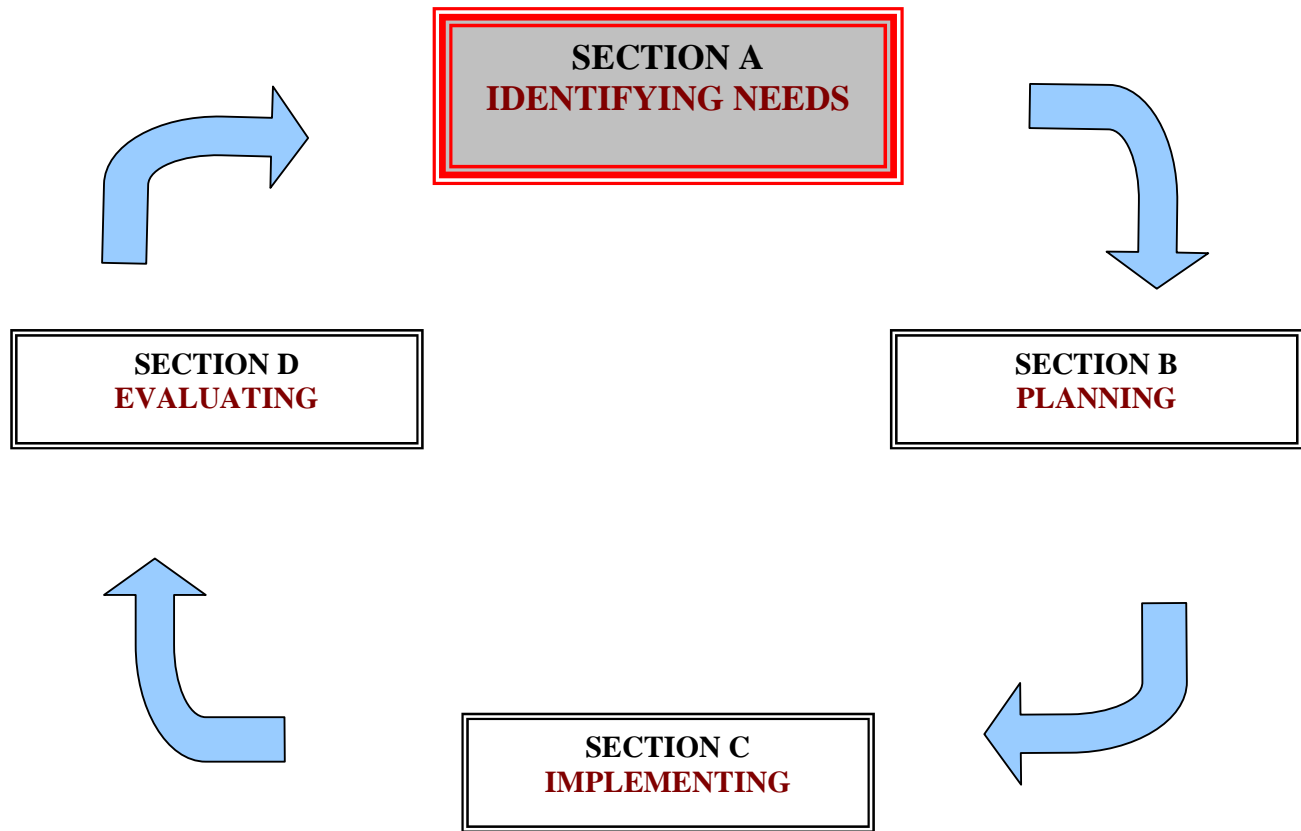 SECTION A
IDENTIFYING NEEDS
SECTION D
EVALUATING
SECTION B
PLANNING
SECTION C
IMPLEMENTING